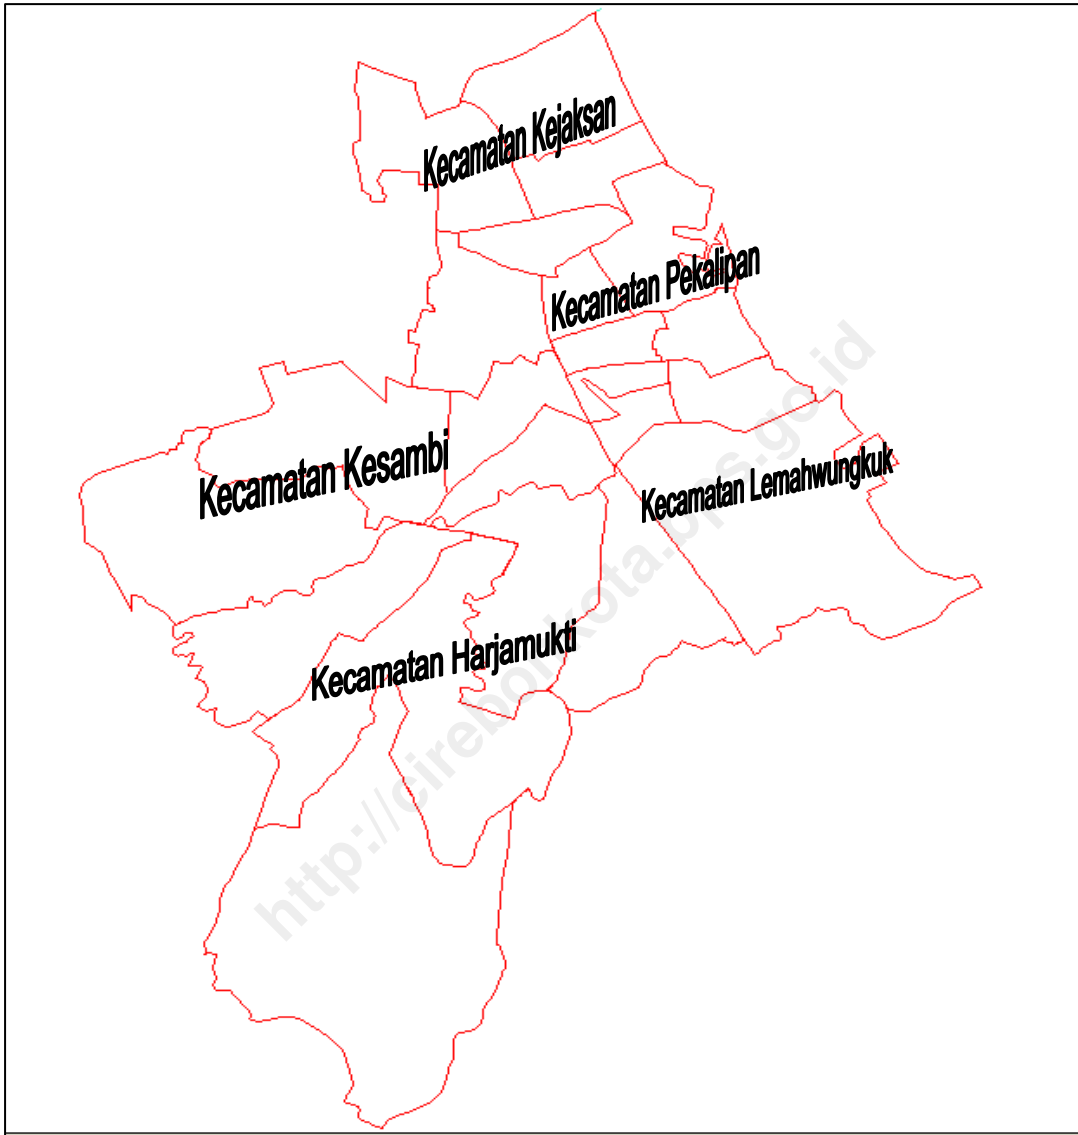 Kecamatan Kejaksan
Kecamatan Pekalipan
Kecamatan Kesambi
Kecamatan Lemahwungkuk
Kecamatan Harjamukti
http://cirebonkota.bps.go.id